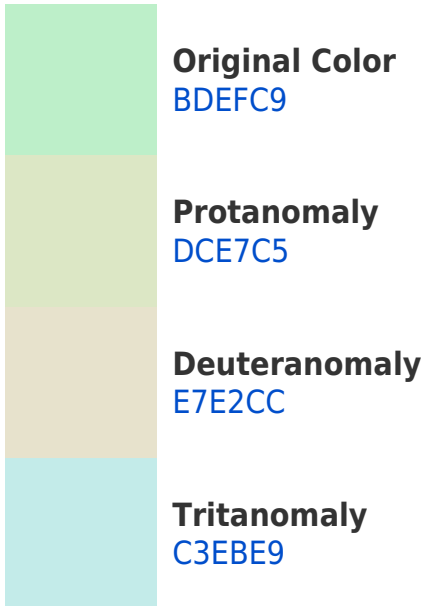 Original Color
BDEFC9
Protanomaly
DCE7C5
Deuteranomaly
E7E2CC
Tritanomaly
C3EBE9